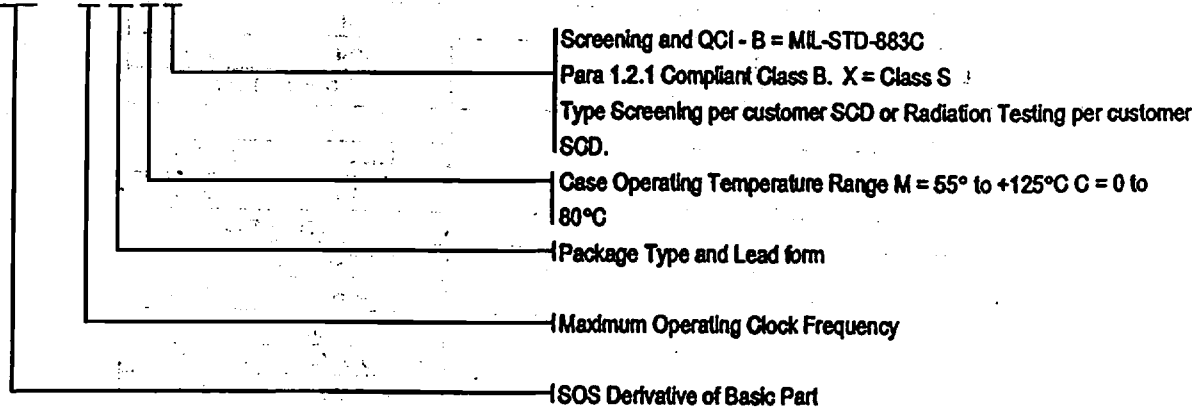 Screening and QCI - B = MIL-STD-883C
Para 1.2.1 Compliant Class B. X = Class S
Type Screening per customer SCD or Radiation Testing per customer
SCD.
Case Operating Temperature Range M = 55° to +125°C C = 0 to
80°C
Package Type and Lead form
Maximum Operating Clock Frequency
SOS Derivative of Basic Part